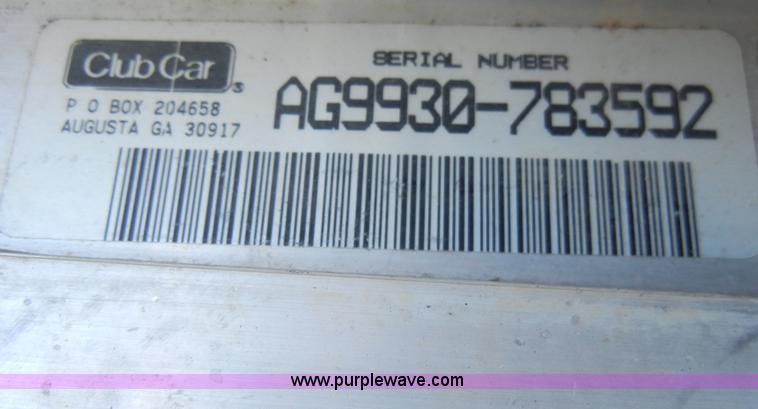 Club Car
SERIAL NUMBER
AG9930-783592
P O BOX 204658
AUGUSTA GA 30917
www.purplewave.com